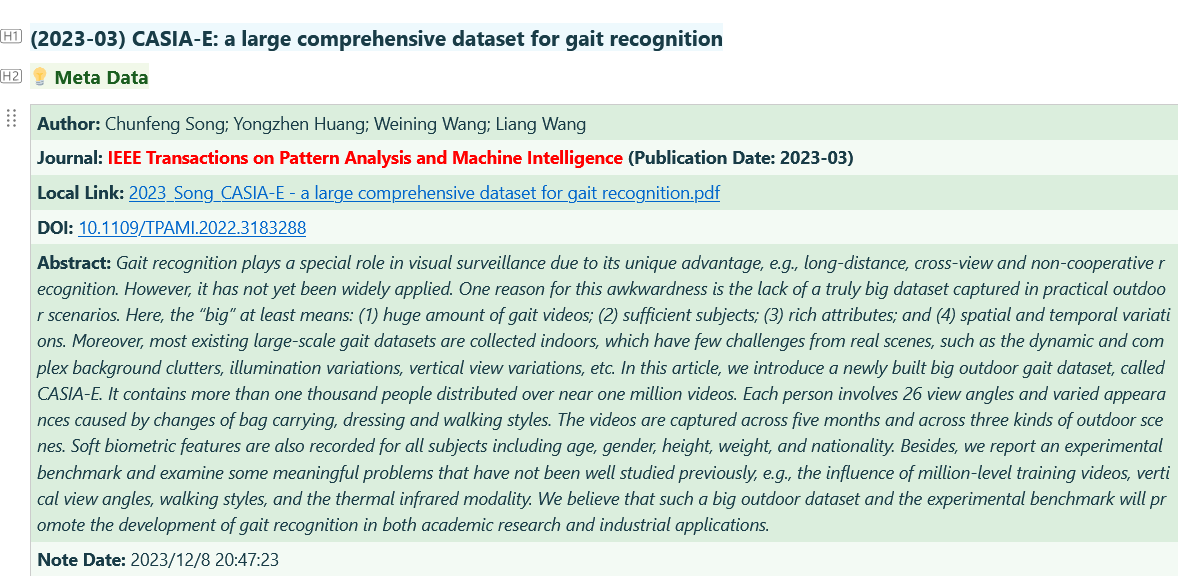 H1 (2023-03) CASIA-E: a large comprehensive dataset for gait recognition
H2 Meta Data
Author: Chunfeng Song; Yongzhen Huang; Weining Wang; Liang Wang
Journal: IEEE Transactions on Pattern Analysis and Machine Intelligence (Publication Date: 2023-03)
Local Link: 2023_Song_CASIA-E - a large comprehensive dataset for gait recognition.pdf
DOI: 10.1109/TPAMI.2022.3183288
Abstract: Gait recognition plays a special role in visual surveillance due to its unique advantage, e.g., long-distance, cross-view and non-cooperative r
ecognition. However, it has not yet been widely applied. One reason for this awkwardness is the lack of a truly big dataset captured in practical outdoo
r scenarios. Here, the “big” at least means: (1) huge amount of gait videos; (2) sufficient subjects; (3) rich attributes; and (4) spatial and temporal variati
ons. Moreover, most existing large-scale gait datasets are collected indoors, which have few challenges from real scenes, such as the dynamic and com
plex background clutters, illumination variations, vertical view variations, etc. In this article, we introduce a newly built big outdoor gait dataset, called
CASIA-E. It contains more than one thousand people distributed over near one million videos. Each person involves 26 view angles and varied appeara
nces caused by changes of bag carrying, dressing and walking styles. The videos are captured across five months and across three kinds of outdoor sce
nes. Soft biometric features are also recorded for all subjects including age, gender, height, weight, and nationality. Besides, we report an experimental
benchmark and examine some meaningful problems that have not been well studied previously, e.g., the influence of million-level training videos, verti
cal view angles, walking styles, and the thermal infrared modality. We believe that such a big outdoor dataset and the experimental benchmark will pr
omote the development of gait recognition in both academic research and industrial applications.
Note Date: 2023/12/8 20:47:23